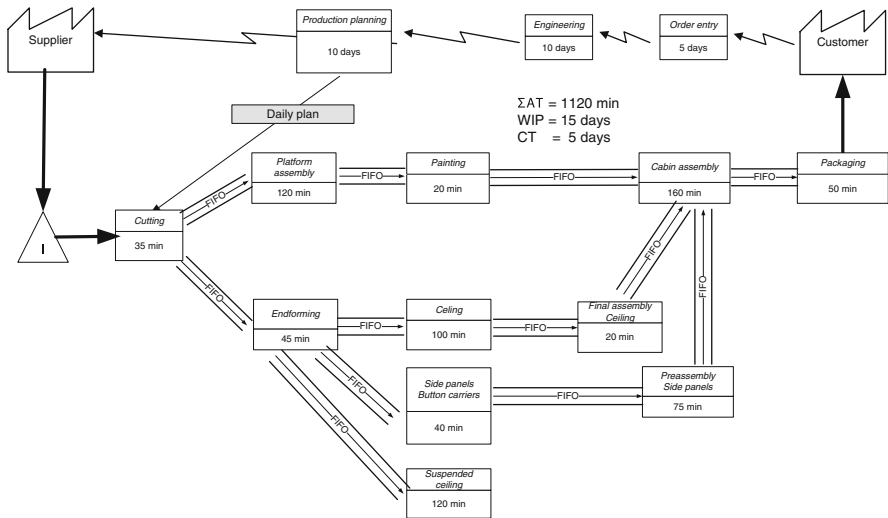 Supplier
Production planning
10 days
Engineering
10 days
Order entry
5 days
Customer
Daily plan
ΣAT = 1120 min
WIP = 15 days
CT = 5 days
Platform
assembly
120 min
FIFO
Painting
20 min
FIFO
Cabin assembly
160 min
FIFO
Packaging
50 min
FIFO
Cutting
35 min
I
FIFO
FIFO
FIFO
Endforming
45 min
FIFO
Celing
100 min
FIFO
Final assembly
Ceiling
20 min
FIFO
Side panels
Button carriers
40 min
FIFO
Preassembly
Side panels
75 min
FIFO
Suspended
ceiling
120 min